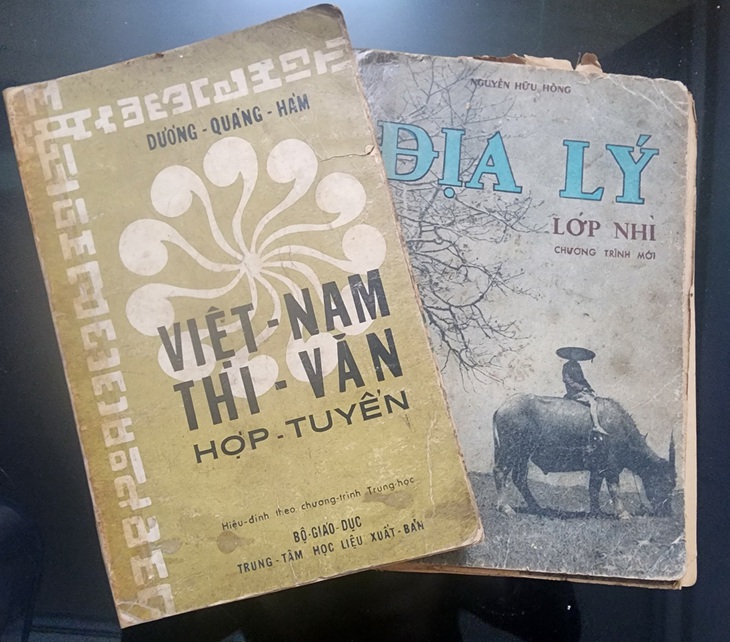 DƯƠNG - QUẢNG - HÀM
VIỆT - NAM
THI - VĂN
HỢP - TUYỂN
Hiệu-đính theo chương-trình Trung-học
BỘ - GIÁO - DỤC
TRUNG - TÂM HỌC LIỆU XUẤT - BẢN
NGUYỄN HỮU HỒNG
ĐỊA LÝ
LỚP NHÌ
CHƯƠNG TRÌNH MỚI